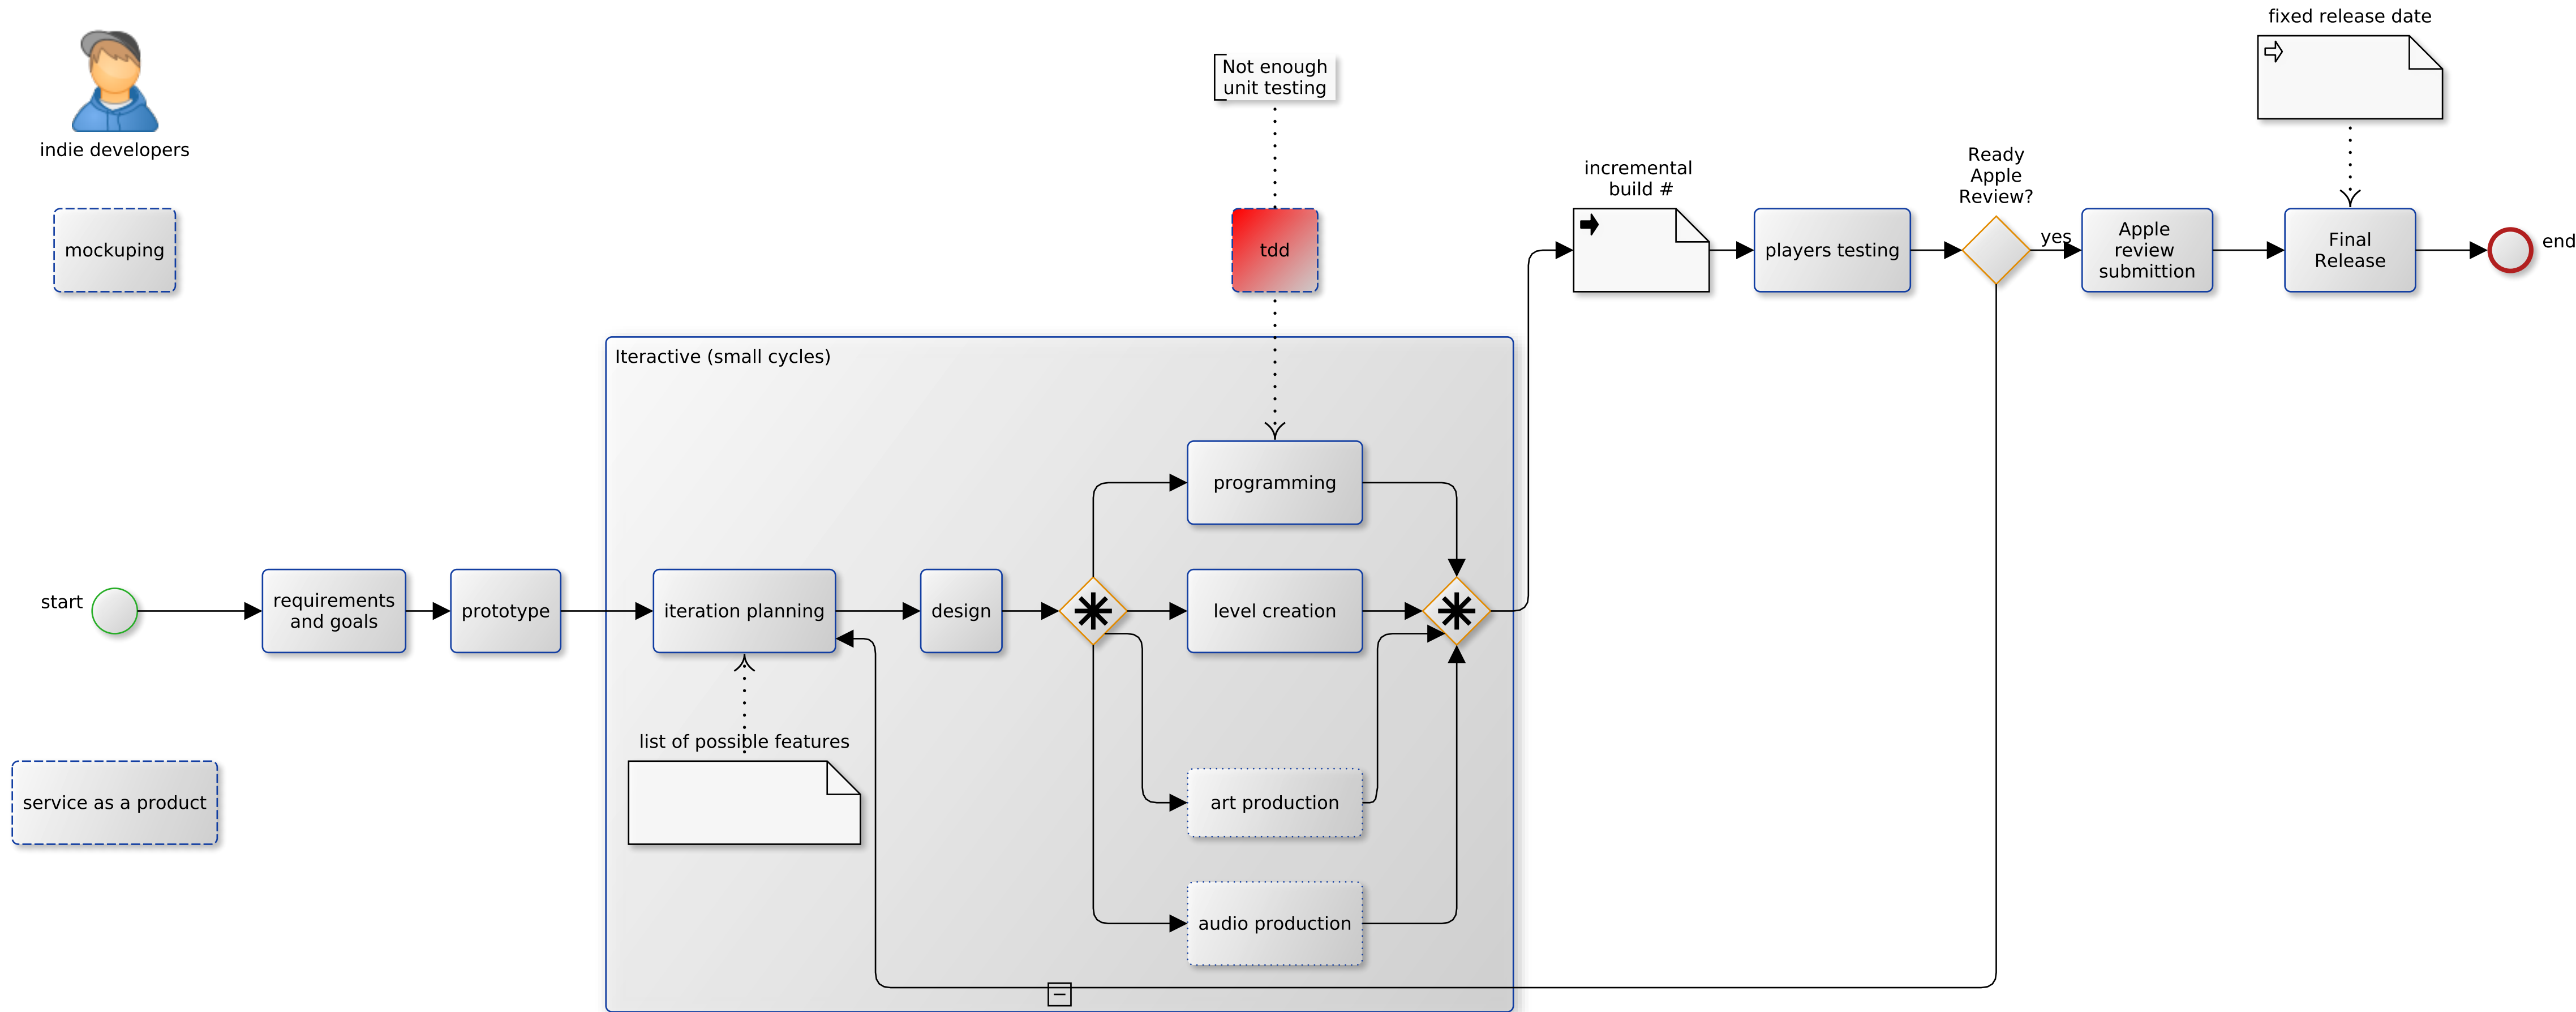 fixed release date
Not enough
unit testing
indie developers
incremental
build #
Ready
Apple
Review?
mockuping
tdd
players testing
yes
Apple
review
submittion
Final
Release
end
Iteractive (small cycles)
programming
start
requirements
and goals
prototype
iteration planning
design
level creation
list of possible features
service as a product
art production
audio production